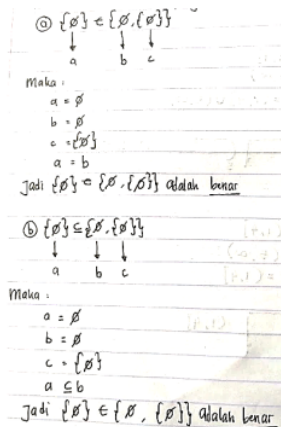 ⓐ {∅} ∈ {∅, {∅}}
↓ ↓ ↓
a b c
Maka :
a = ∅
b = ∅
c = {∅}
a = b
Jadi {∅} ∈ {∅, {∅}} adalah benar
ⓑ {∅} ⊆ {∅, {∅}}
↓ ↓ ↓
a b c
Maka :
a = ∅
b = ∅
c = {∅}
a ⊆ b
Jadi {∅} ∈ {∅, {∅}} adalah benar